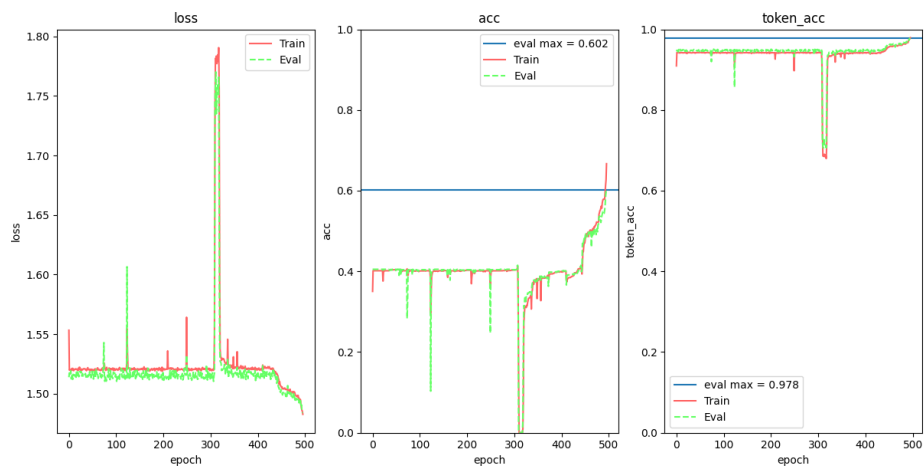 loss
1.80
1.75
1.70
1.65
1.60
1.55
1.50
loss
0
100
200
300
400
500
epoch
Train
Eval
acc
1.0
0.8
0.6
0.4
0.2
0.0
acc
0
100
200
300
400
500
epoch
eval max = 0.602
Train
Eval
token_acc
1.0
0.8
0.6
0.4
0.2
0.0
token_acc
0
100
200
300
400
500
epoch
eval max = 0.978
Train
Eval